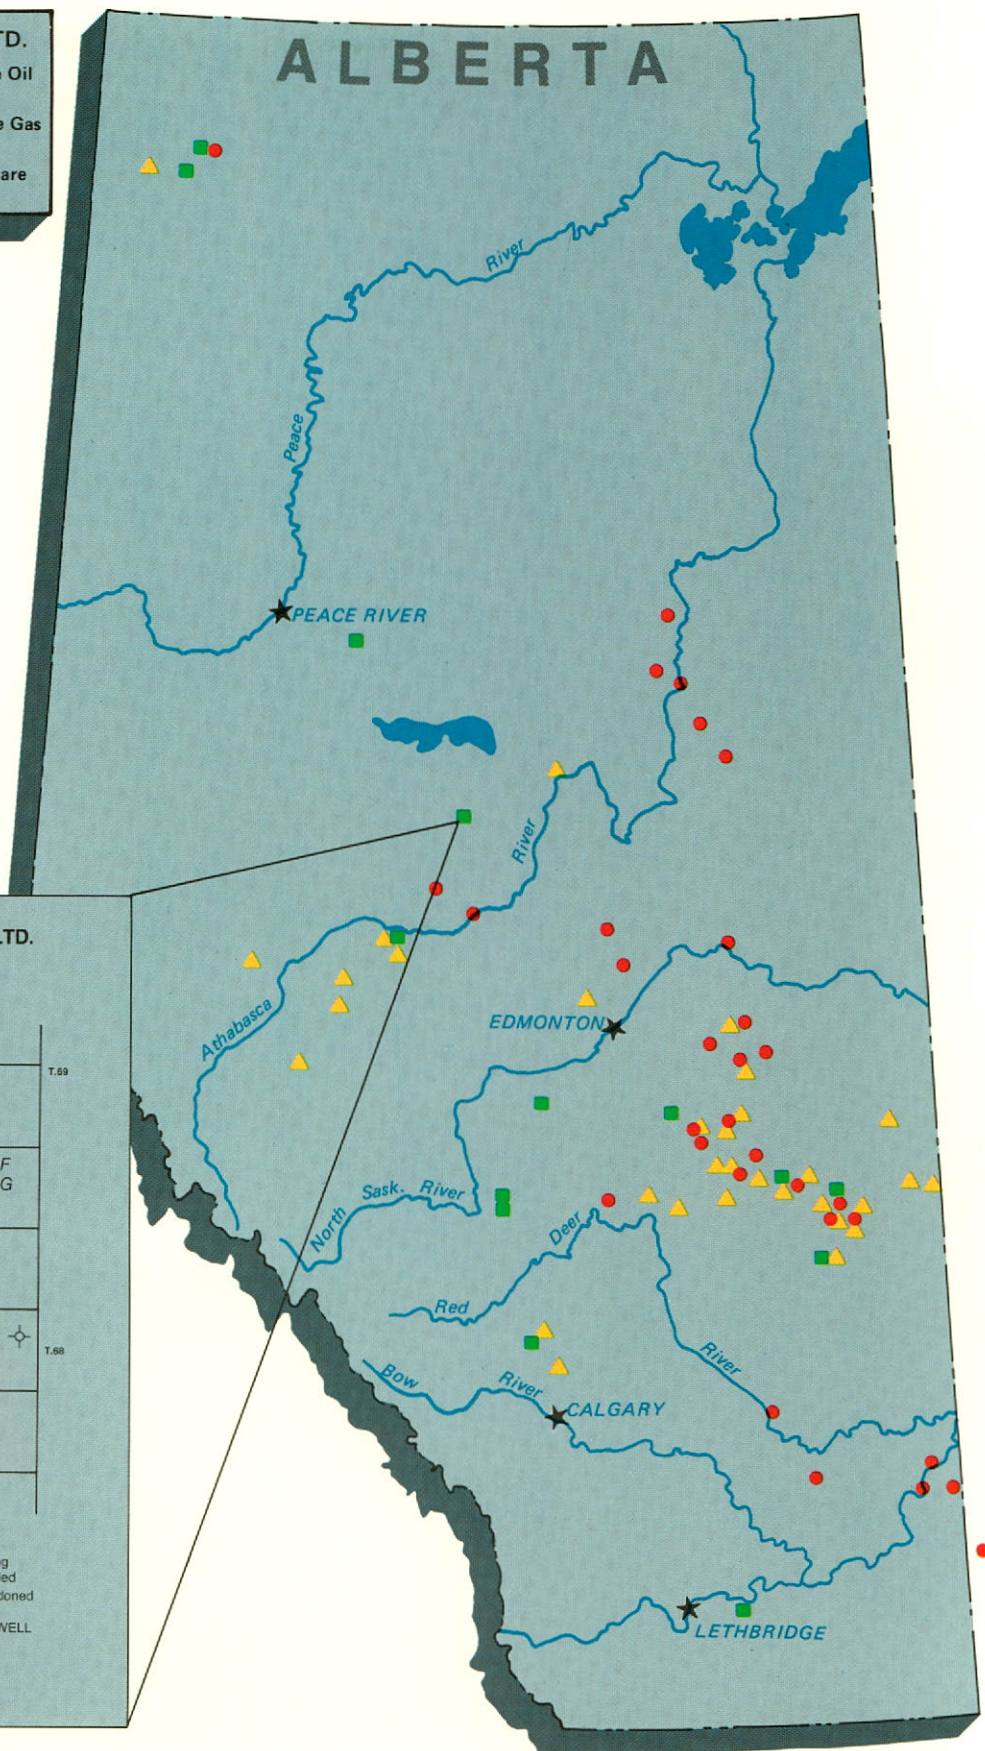 TD.
Oil
Gas
are
ALBERTA
River
Peace
PEACE RIVER
River
LTD.
Athabasca
EDMONTON
T.69
F
G
Sask. River
North
Deer
Red
T.68
River
Bow
River
CALGARY
LETHBRIDGE
WELL